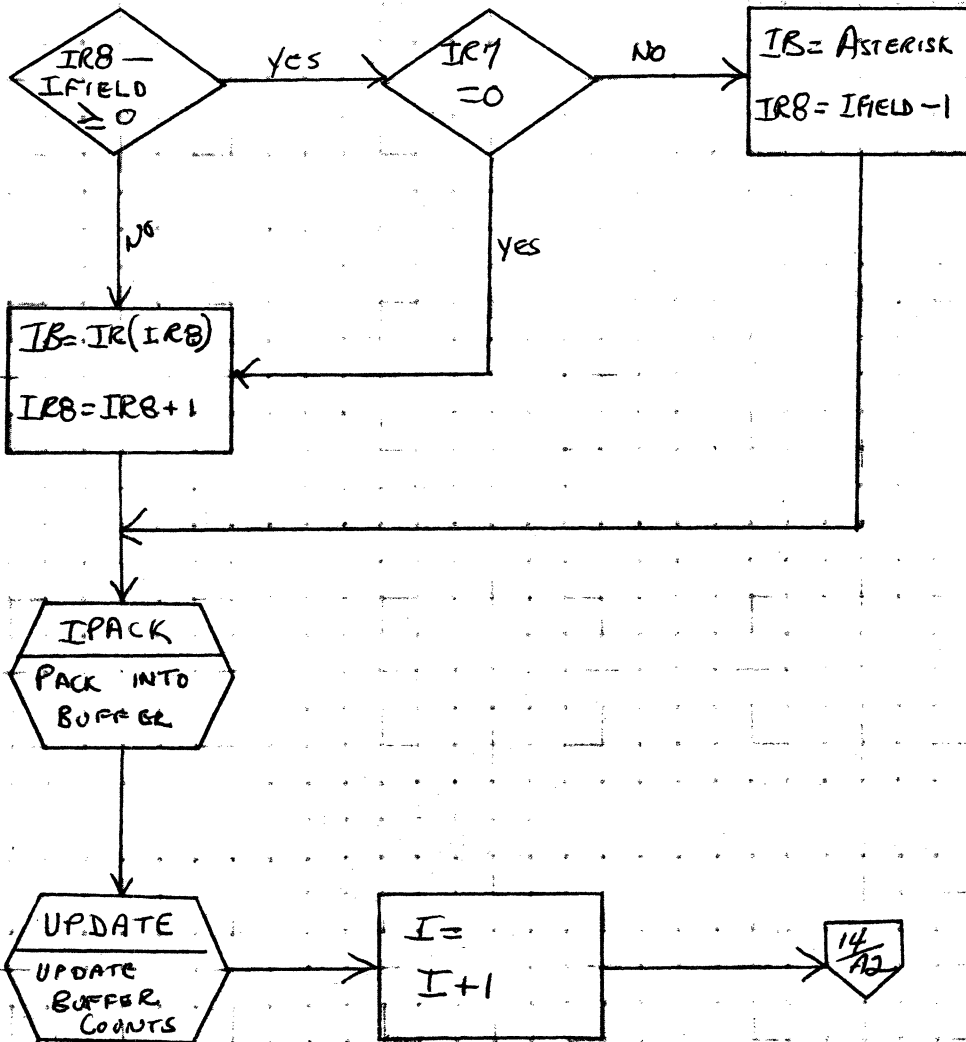 IR8 —
IFIELD
≥ 0
YES
IR7
=0
NO
IB= ASTERISK
IR8= IFIELD-1
NO
YES
IB= IR(IR8)
IR8=IR8+1
IPACK
PACK INTO
BUFFER
UPDATE
UPDATE
BUFFER
COUNTS
I=
I+1
14/A2